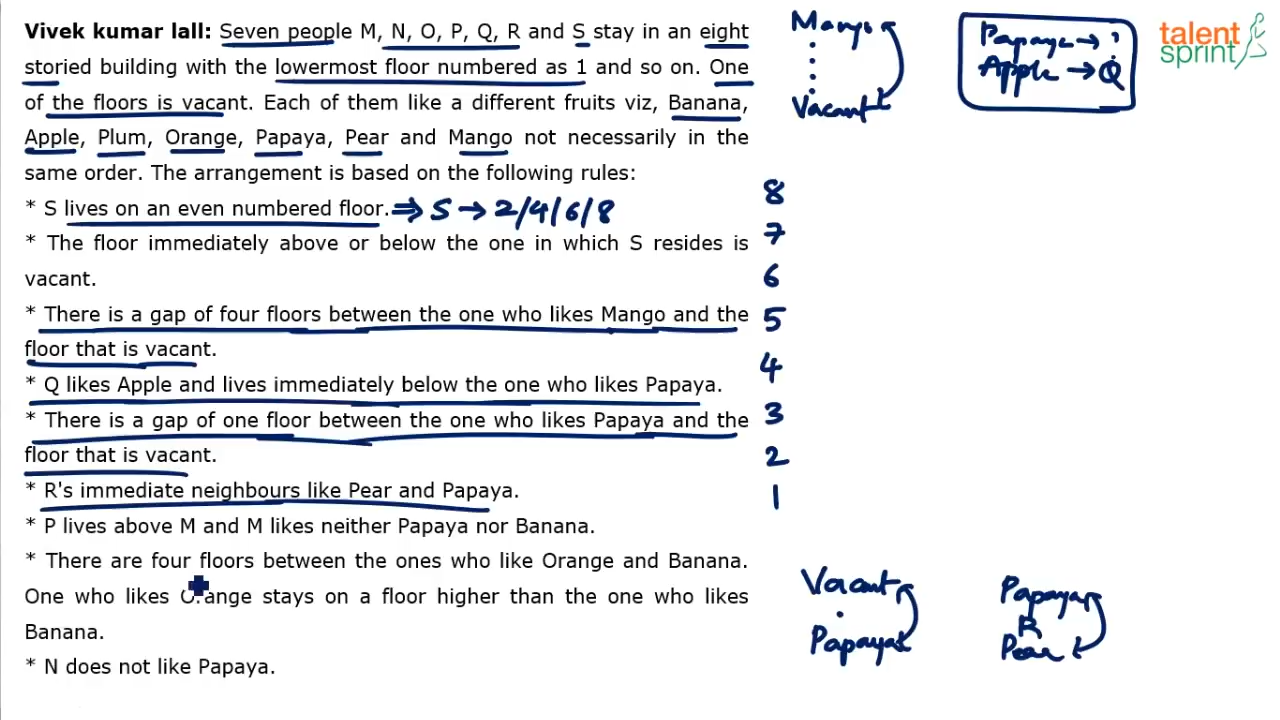 Vivek kumar lall: Seven people M, N, O, P, Q, R and S stay in an eight
storied building with the lowermost floor numbered as 1 and so on. One
of the floors is vacant. Each of them like a different fruits viz, Banana,
Apple, Plum, Orange, Papaya, Pear and Mango not necessarily in the
same order. The arrangement is based on the following rules:
* S lives on an even numbered floor. ⇒ S → 2/4/6/8
* The floor immediately above or below the one in which S resides is
vacant.
* There is a gap of four floors between the one who likes Mango and the
floor that is vacant.
* Q likes Apple and lives immediately below the one who likes Papaya.
* There is a gap of one floor between the one who likes Papaya and the
floor that is vacant.
* R's immediate neighbours like Pear and Papaya.
* P lives above M and M likes neither Papaya nor Banana.
* There are four floors between the ones who like Orange and Banana.
One who likes Orange stays on a floor higher than the one who likes
Banana.
* N does not like Papaya.
Mango
Vacant
Papaya →
Apple → Q
talent
sprint
8
7
6
5
4
3
2
1
Vacant
Papaya
Papaya
R
Pear